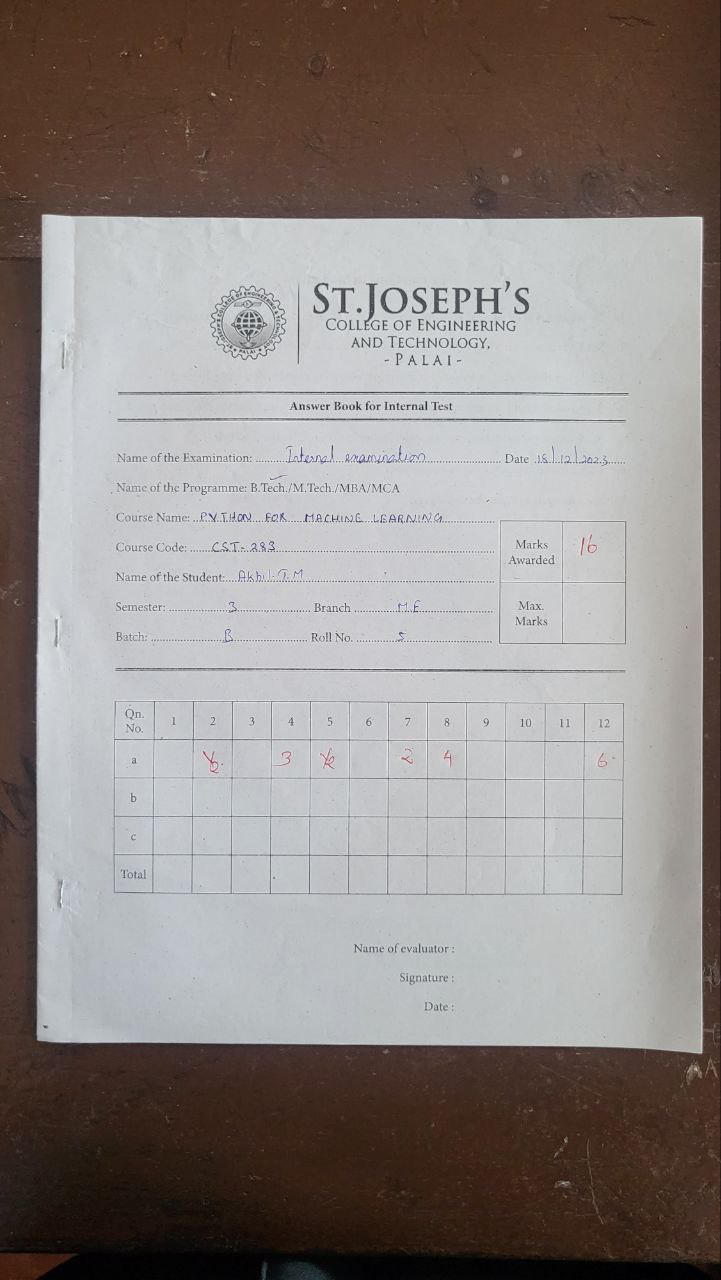 ST.JOSEPH'S
COLLEGE OF ENGINEERING
AND TECHNOLOGY,
- PALAI -
Answer Book for Internal Test
Name of the Examination: Internal examination Date 18/12/2023
Name of the Programme: B.Tech./M.Tech./MBA/MCA
Course Name: PYTHON FOR MACHINE LEARNING
Course Code: CST-283
Marks Awarded 16
Name of the Student: Akhil T.M
Semester: 3 Branch M.E
Max. Marks
Batch: B Roll No. 5
Qn. No. 1 2 3 4 5 6 7 8 9 10 11 12
a ½ 3 ½ 2 4 6
b
c
Total
Name of evaluator :
Signature :
Date :